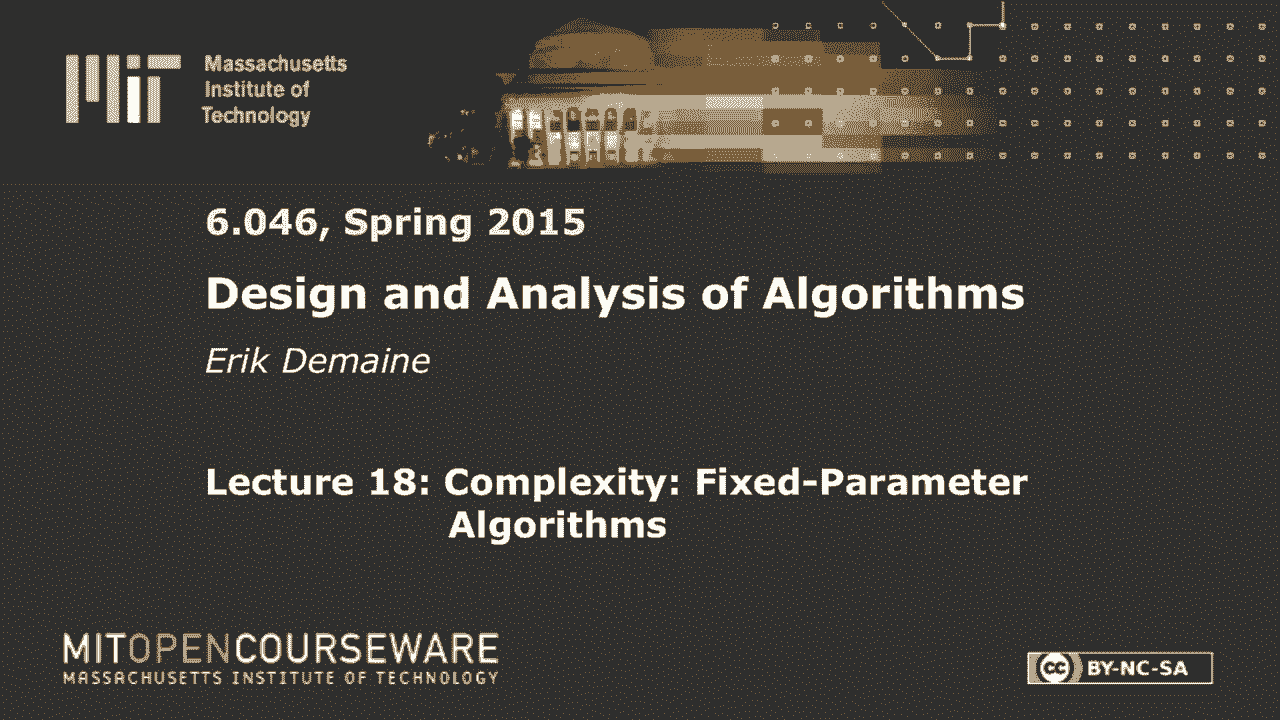 MIT
Massachusetts
Institute of
Technology
6.046, Spring 2015
Design and Analysis of Algorithms
Erik Demaine
Lecture 18: Complexity: Fixed-Parameter
Algorithms
MITOPENCOURSEWARE
MASSACHUSETTS INSTITUTE OF TECHNOLOGY
cc BY-NC-SA